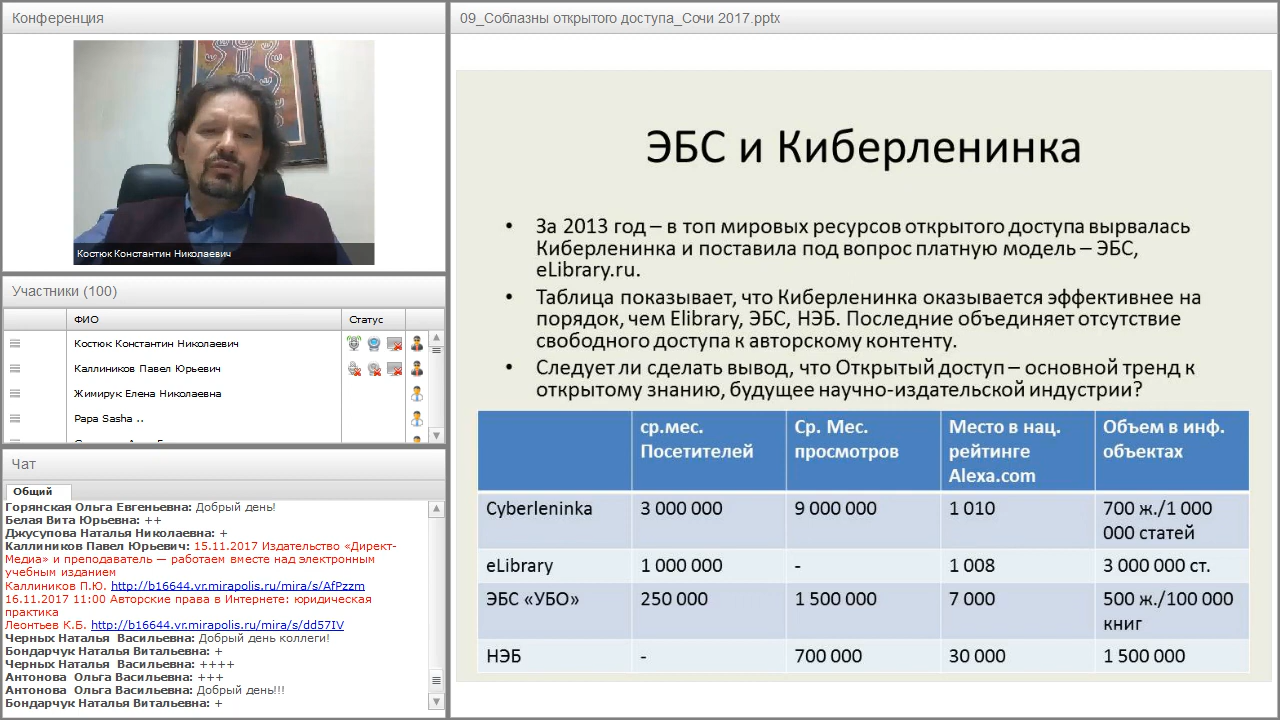 Конференция
Костюк Константин Николаевич
Участники (100)
ФИО
Статус
Костюк Константин Николаевич
Каллиников Павел Юрьевич
Жимирук Елена Николаевна
Papa Sasha ..
Чат
Общий
Горянская Ольга Евгеньевна: Добрый день!
Белая Вита Юрьевна: ++
Джусупова Наталья Николаевна: +
Каллиников Павел Юрьевич: 15.11.2017 Издательство «Директ-
Медиа» и преподаватель — работаем вместе над электронным
учебным изданием
Каллиников П.Ю. http://b16644.vr.mirapolis.ru/mira/s/AfPzzm
16.11.2017 11:00 Авторские права в Интернете: юридическая
практика
Леонтьев К.Б. http://b16644.vr.mirapolis.ru/mira/s/dd57IV
Черных Наталья  Васильевна: Добрый день коллеги!
Бондарчук Наталья Витальевна: +
Черных Наталья  Васильевна: ++++
Антонова  Ольга Васильевна: +++
Антонова  Ольга Васильевна: Добрый день!!!
Бондарчук Наталья Витальевна: +
09_Соблазны открытого доступа_Сочи 2017.pptx
ЭБС и Киберленинка
• За 2013 год – в топ мировых ресурсов открытого доступа вырвалась
Киберленинка и поставила под вопрос платную модель – ЭБС,
eLibrary.ru.
• Таблица показывает, что Киберленинка оказывается эффективнее на
порядок, чем Elibrary, ЭБС, НЭБ. Последние объединяет отсутствие
свободного доступа к авторскому контенту.
• Следует ли сделать вывод, что Открытый доступ – основной тренд к
открытому знанию, будущее научно-издательской индустрии?
ср.мес.
Посетителей
Ср. Мес.
просмотров
Место в нац.
рейтинге
Alexa.com
Объем в инф.
объектах
Cyberleninka
3 000 000
9 000 000
1 010
700 ж./1 000
000 статей
eLibrary
1 000 000
-
1 008
3 000 000 ст.
ЭБС «УБО»
250 000
1 500 000
7 000
500 ж./100 000
книг
НЭБ
-
700 000
30 000
1 500 000